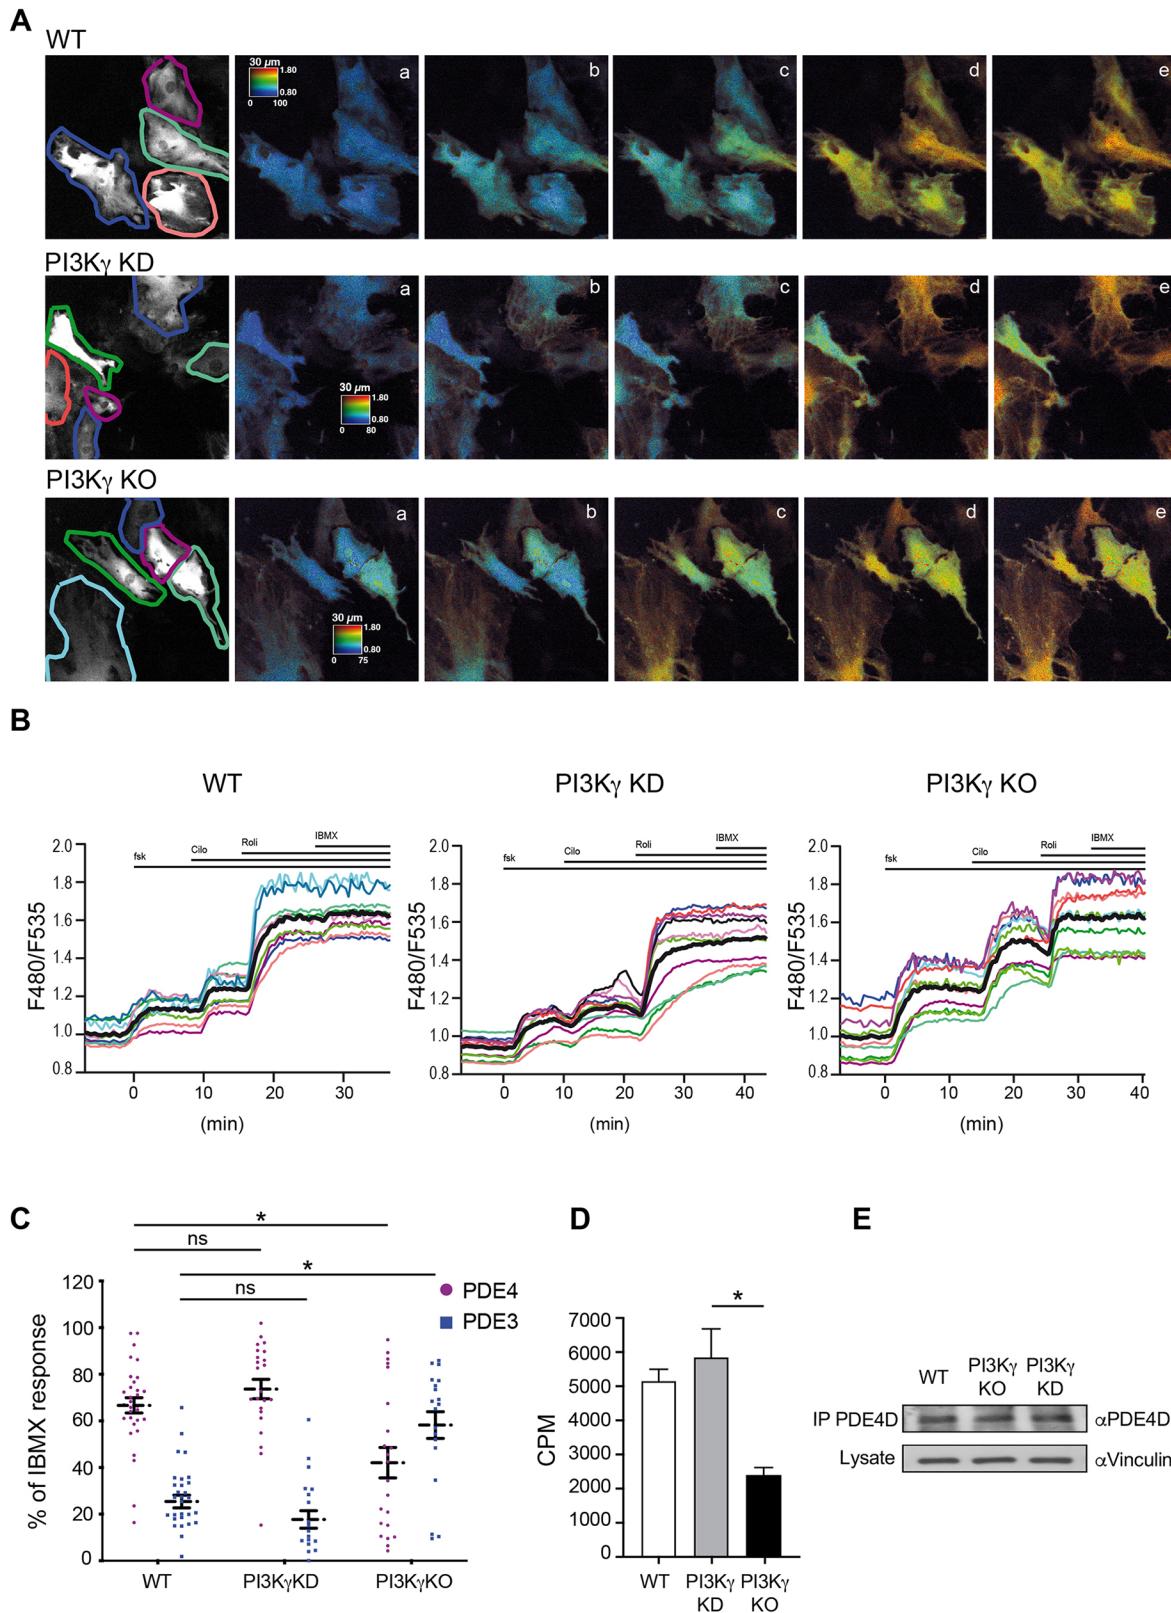 A
WT
30 µm
1.80
0.80
0 100
a b c d e
PI3Kγ KD
a b c d e
30 µm
1.80
0.80
0 80
PI3Kγ KO
a b c d e
30 µm
1.80
0.80
0 75
B
WT PI3Kγ KD PI3Kγ KO
F480/F535
2.0
1.8
1.6
1.4
1.2
1.0
0.8
fsk Cilo Roli IBMX
0 10 20 30
(min)
F480/F535
2.0
1.8
1.6
1.4
1.2
1.0
0.8
fsk Cilo Roli IBMX
0 10 20 30 40
(min)
F480/F535
2.0
1.8
1.6
1.4
1.2
1.0
0.8
fsk Cilo Roli IBMX
0 10 20 30 40
(min)
C
*
ns
*
ns
PDE4
PDE3
% of IBMX response
120
100
80
60
40
20
0
WT PI3KγKD PI3KγKO
D
*
CPM
7000
6000
5000
4000
3000
2000
1000
0
WT PI3Kγ PI3Kγ
KD KO
E
WT PI3Kγ PI3Kγ
KO KD
IP PDE4D αPDE4D
Lysate αVinculin